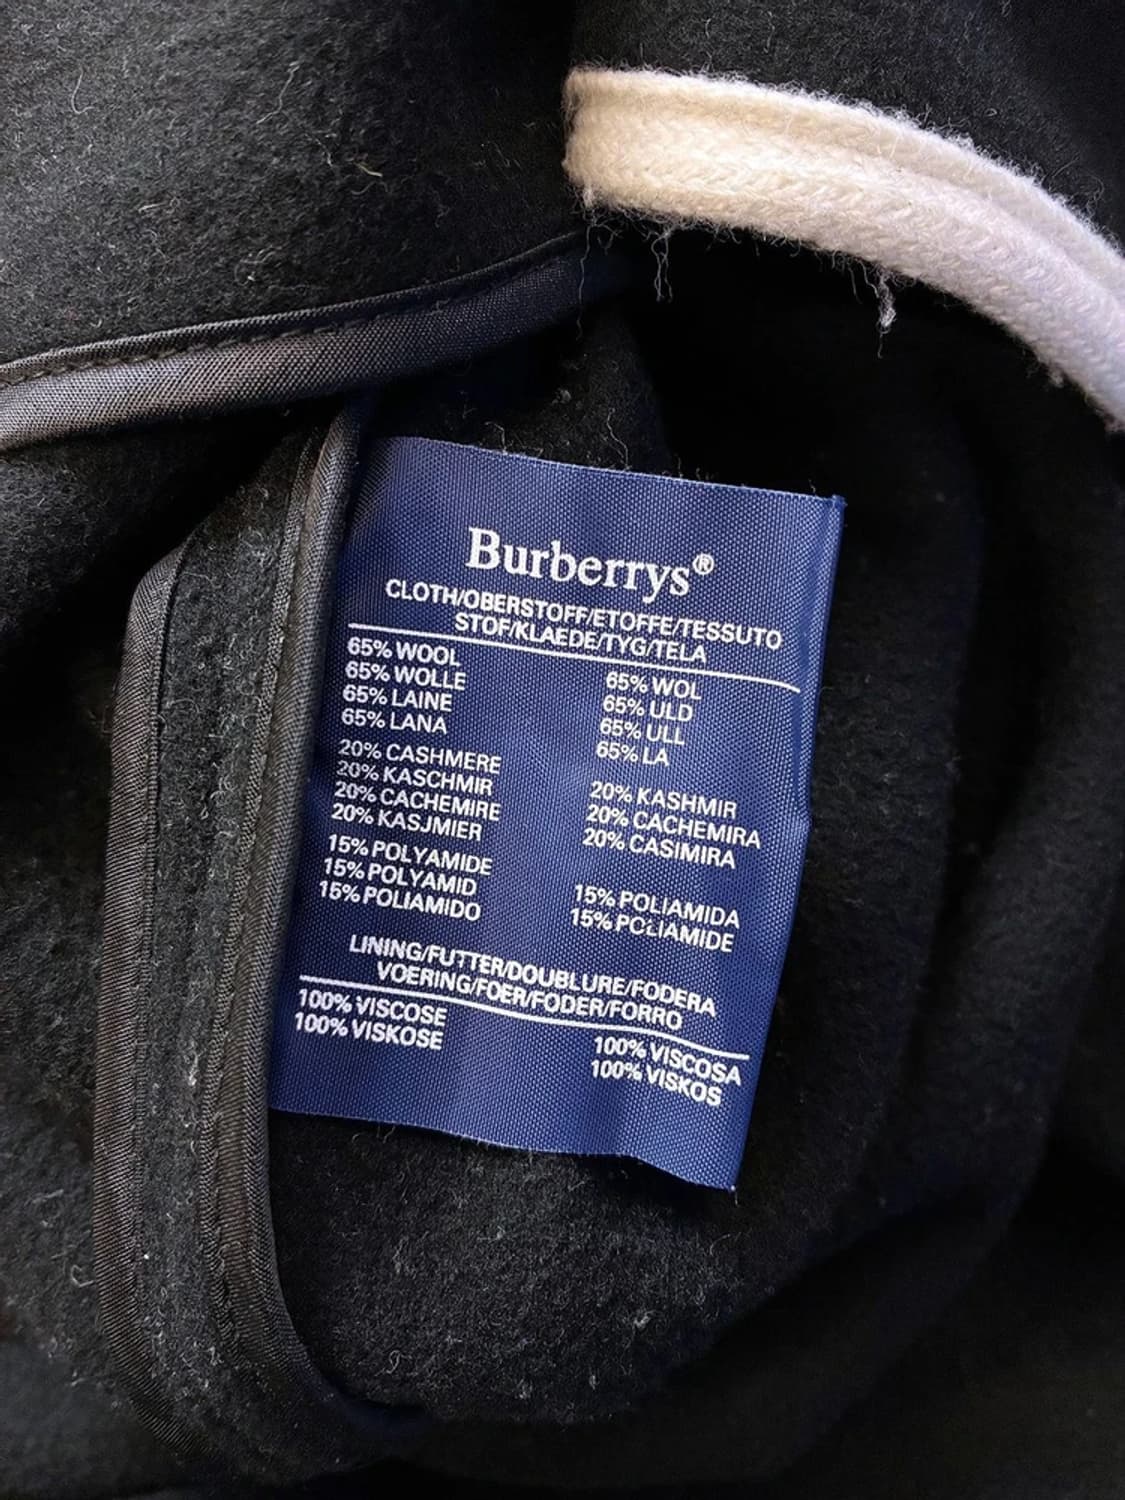 Burberrys®
CLOTH/OBERSTOFF/ETOFFE/TESSUTO
STOF/KLAEDE/TYG/TELA
65% WOOL
65% WOLLE
65% LAINE
65% LANA
65% WOL
65% ULD
65% ULL
65% LA
20% CASHMERE
20% KASCHMIR
20% CACHEMIRE
20% KASJMIER
20% KASHMIR
20% CACHEMIRA
20% CASIMIRA
15% POLYAMIDE
15% POLYAMID
15% POLIAMIDO
15% POLIAMIDA
15% POLIAMIDE
LINING/FUTTER/DOUBLURE/FODERA
VOERING/FOER/FODER/FORRO
100% VISCOSE
100% VISKOSE
100% VISCOSA
100% VISKOS